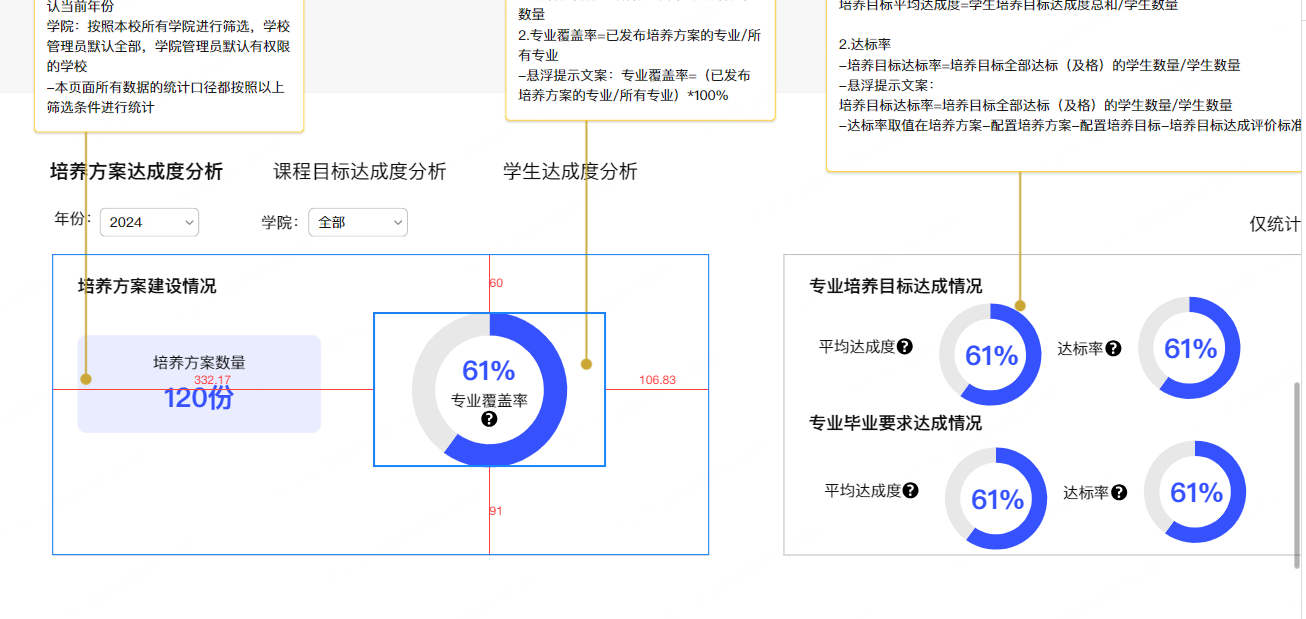 认当前年份
学院：按照本校所有学院进行筛选，学校
管理员默认全部，学院管理员默认有权限
的学校
-本页面所有数据的统计口径都按照以上
筛选条件进行统计
数量
2.专业覆盖率=已发布培养方案的专业/所
有专业
-悬浮提示文案：专业覆盖率=（已发布
培养方案的专业/所有专业）*100%
培养目标平均达成度=学生培养目标达成度总和/学生数量
2.达标率
-培养目标达标率=培养目标全部达标（及格）的学生数量/学生数量
-悬浮提示文案：
培养目标达标率=培养目标全部达标（及格）的学生数量/学生数量
-达标率取值在培养方案-配置培养方案-配置培养目标-培养目标达成评价标准
培养方案达成度分析
课程目标达成度分析
学生达成度分析
年份：
2024
学院：
全部
仅统计
培养方案建设情况
60
培养方案数量
332.17
120份
61%
专业覆盖率
?
106.83
91
专业培养目标达成情况
平均达成度?
61%
达标率?
61%
专业毕业要求达成情况
平均达成度?
61%
达标率?
61%